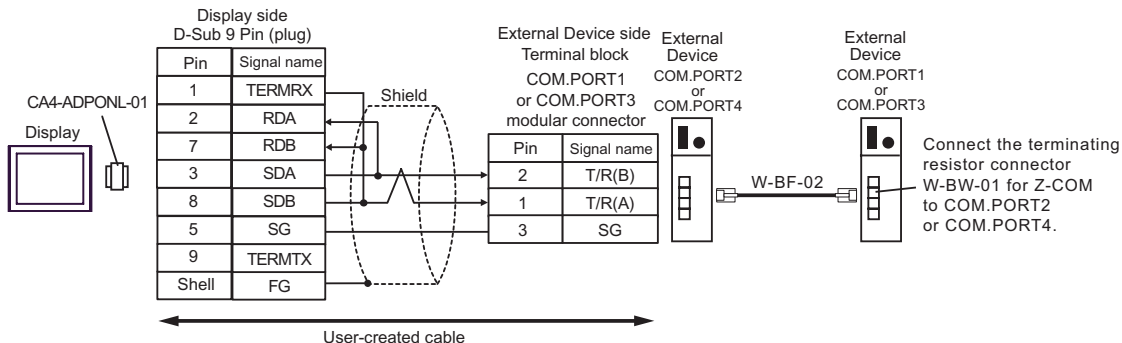 Display side
D-Sub 9 Pin (plug)
Pin
Signal name
1
TERMRX
2
RDA
7
RDB
3
SDA
8
SDB
5
SG
9
TERMTX
Shell
FG
CA4-ADPONL-01
Display
Shield
External Device side
Terminal block
COM.PORT1
or COM.PORT3
modular connector
Pin
Signal name
2
T/R(B)
1
T/R(A)
3
SG
External
Device
COM.PORT2
or
COM.PORT4
W-BF-02
External
Device
COM.PORT1
or
COM.PORT3
Connect the terminating
resistor connector
W-BW-01 for Z-COM
to COM.PORT2
or COM.PORT4.
User-created cable